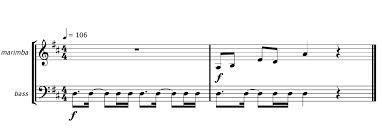 ♩ = 106
marimba
f
bass
f